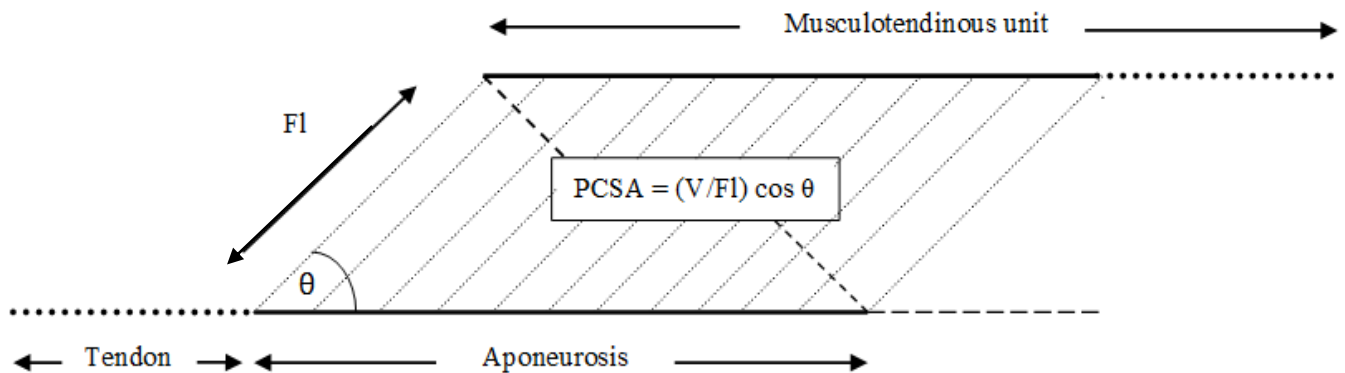 Musculotendinous unit
Fl
PCSA = (V/Fl) cos θ
θ
Tendon
Aponeurosis